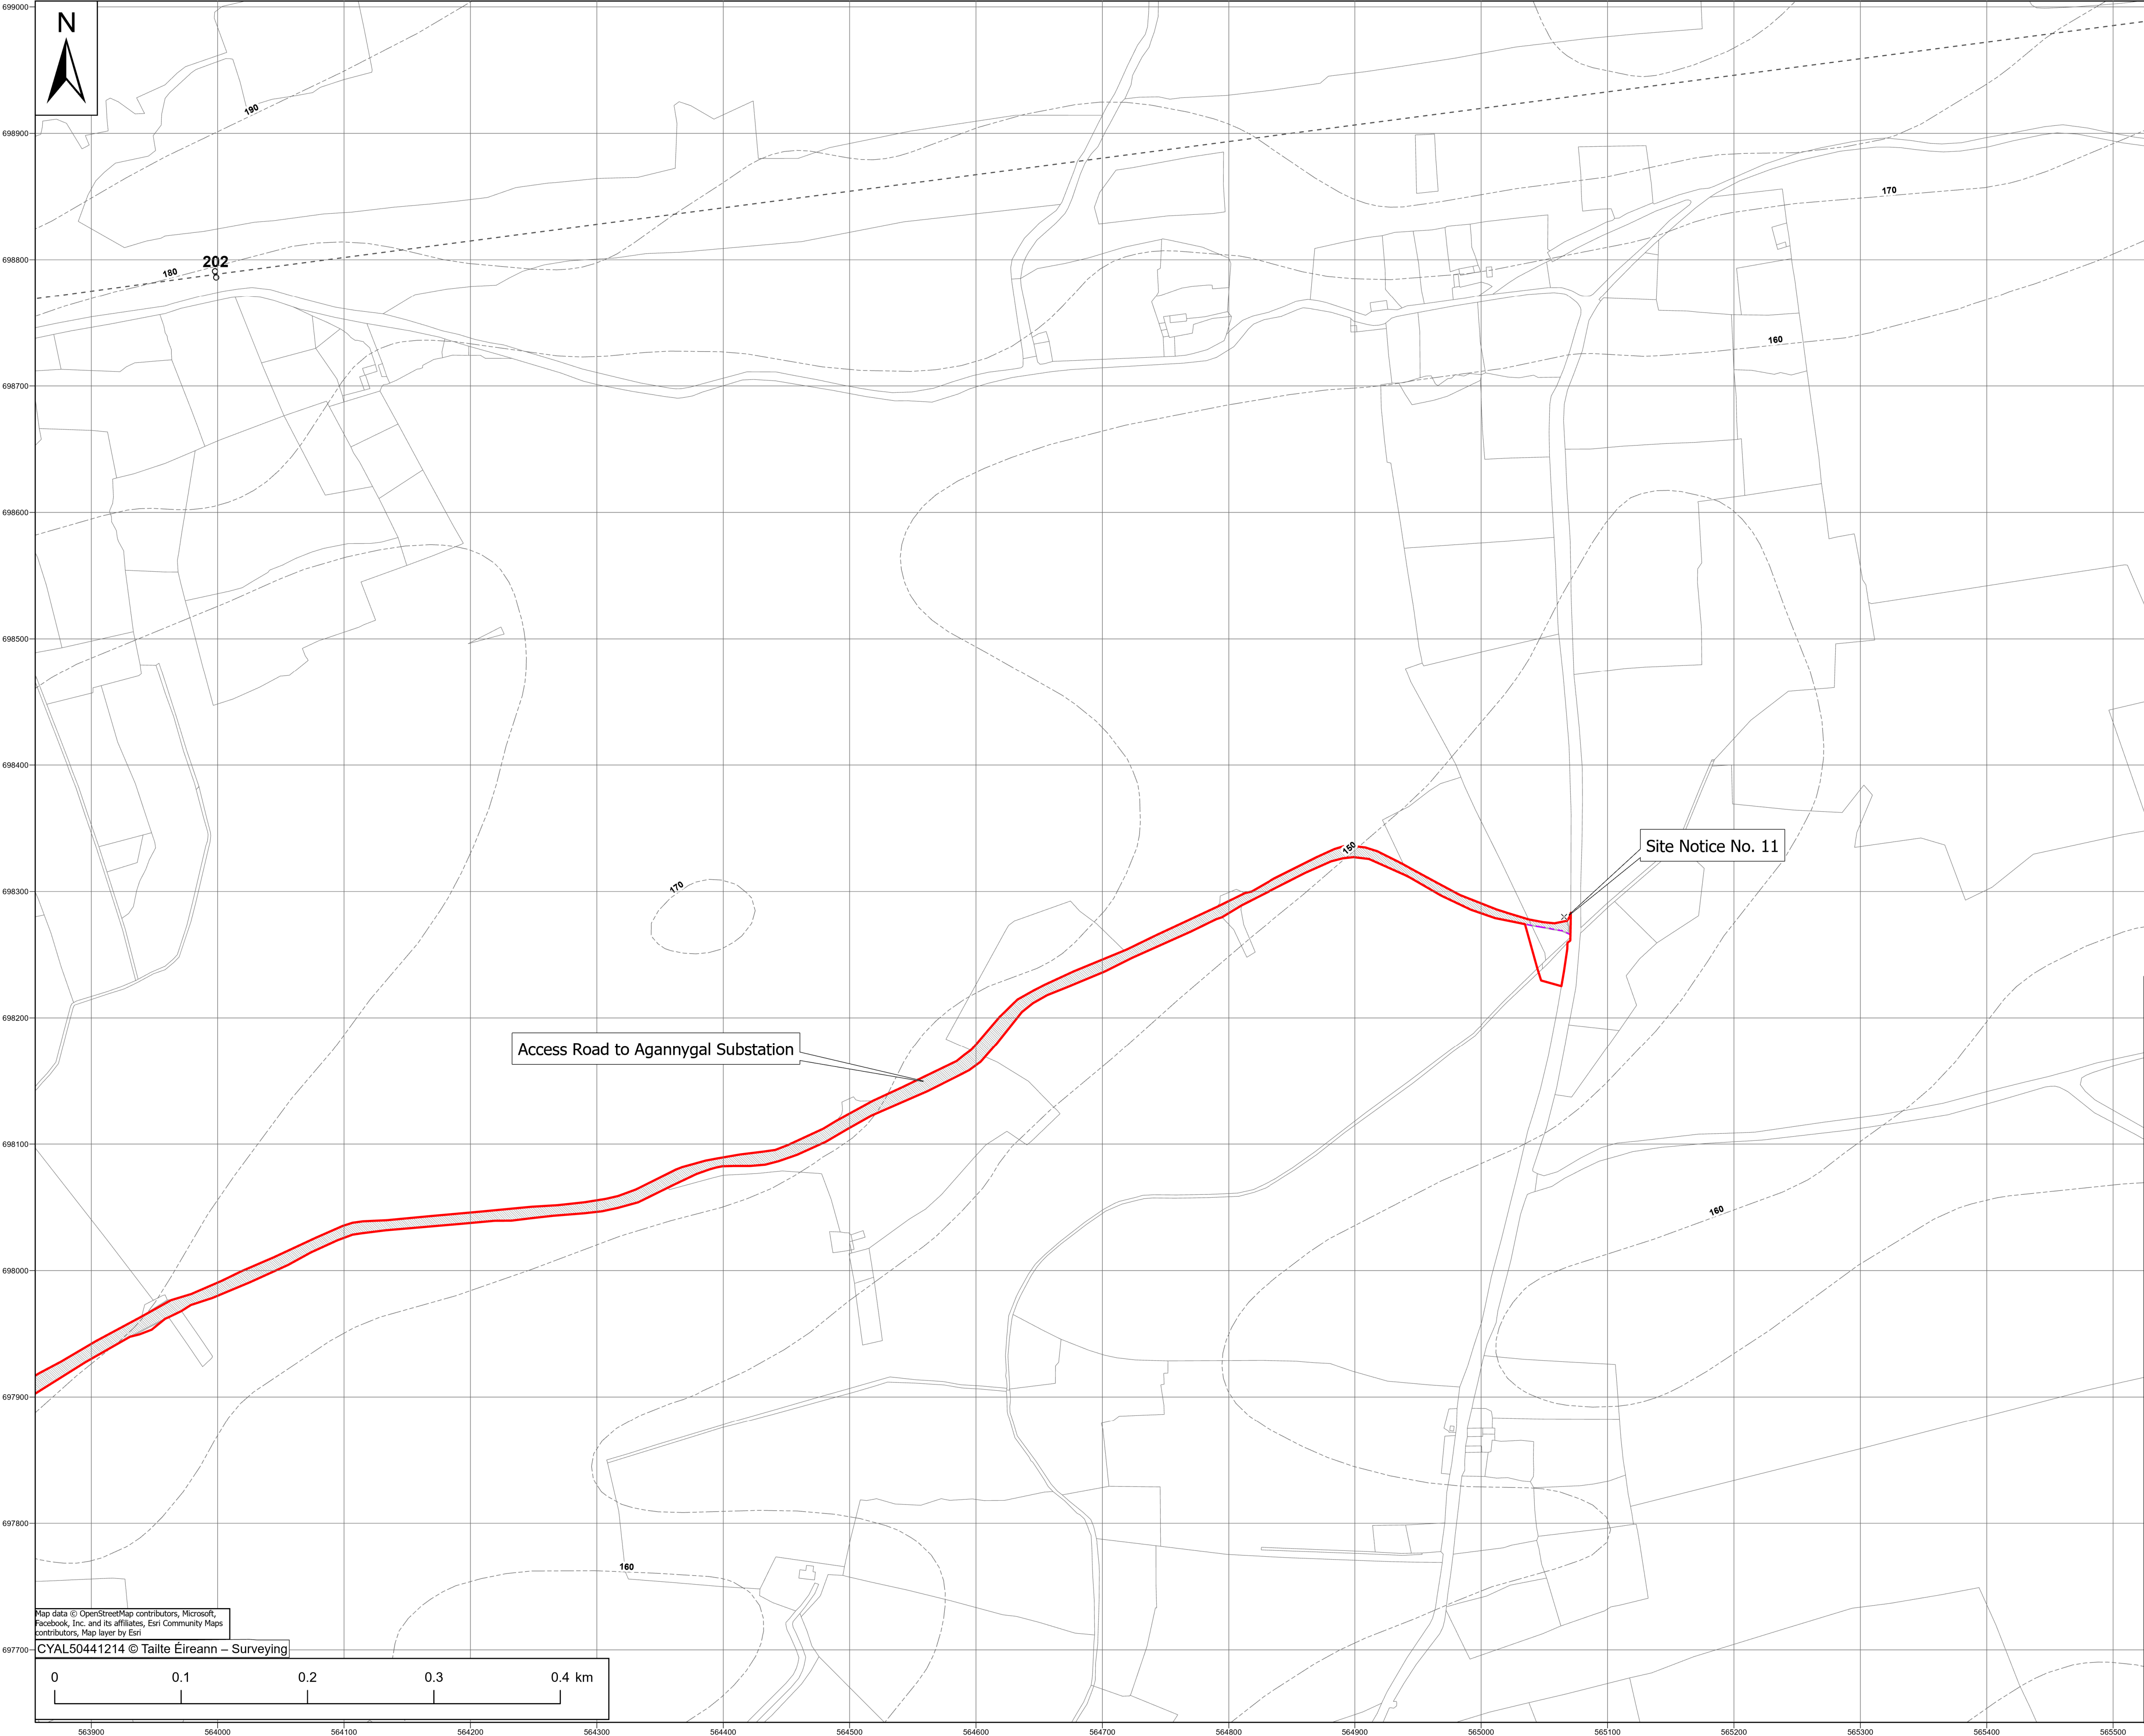 699000
N
190
698900
170
202
180
698800
160
698700
698600
698500
698400
Site Notice No. 11
150
170
698300
698200
Access Road to Agannygal Substation
698100
160
698000
697900
697800
160
Map data © OpenStreetMap contributors, Microsoft,
Facebook, Inc. and its affiliates, Esri Community Maps
contributors, Map layer by Esri
CYAL50441214 © Tailte Éireann – Surveying
697700
0 0.1 0.2 0.3 0.4 km
563900 564000 564100 564200 564300 564400 564500 564600 564700 564800 564900 565000 565100 565200 565300 565400 565500